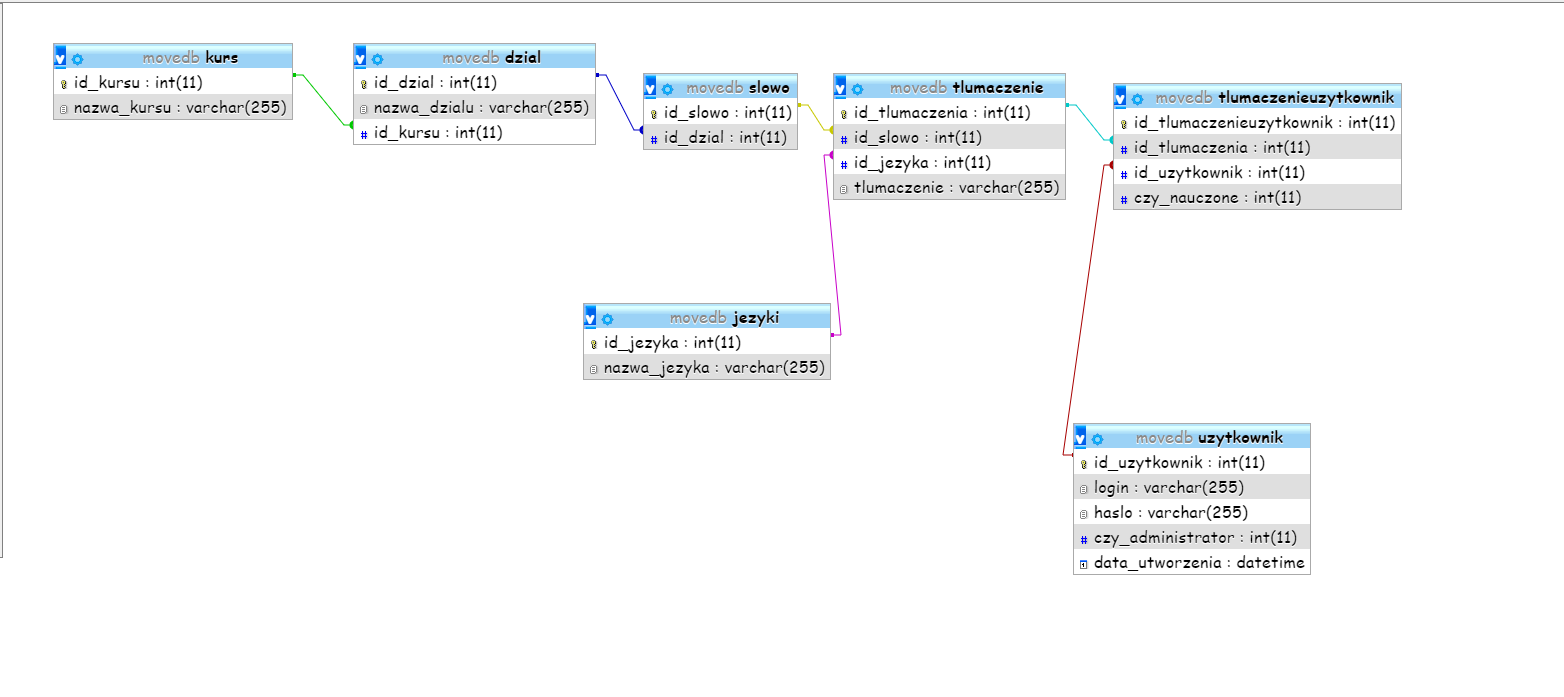 movedb kurs
id_kursu : int(11)
nazwa_kursu : varchar(255)
movedb dzial
id_dzial : int(11)
nazwa_dzialu : varchar(255)
id_kursu : int(11)
movedb slowo
id_slowo : int(11)
id_dzial : int(11)
movedb tlumaczenie
id_tlumaczenia : int(11)
id_slowo : int(11)
id_jezyka : int(11)
tlumaczenie : varchar(255)
movedb tlumaczenieuzytkownik
id_tlumaczenieuzytkownik : int(11)
id_tlumaczenia : int(11)
id_uzytkownik : int(11)
czy_nauczone : int(11)
movedb jezyki
id_jezyka : int(11)
nazwa_jezyka : varchar(255)
movedb uzytkownik
id_uzytkownik : int(11)
login : varchar(255)
haslo : varchar(255)
czy_administrator : int(11)
data_utworzenia : datetime